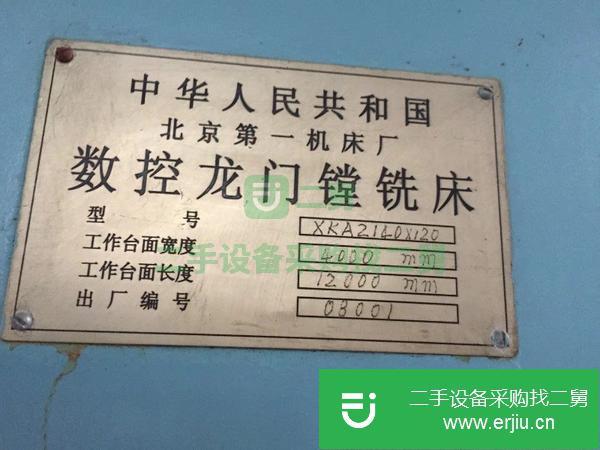 中华人民共和国
北京第一机床厂
数控龙门镗铣床
型 号 XKA2140X120
工作台面宽度 4000 mm
工作台面长度 12000 mm
出厂编号 03001
二舅
二手设备采购找二舅
二手设备采购找二舅
www.erjiu.cn